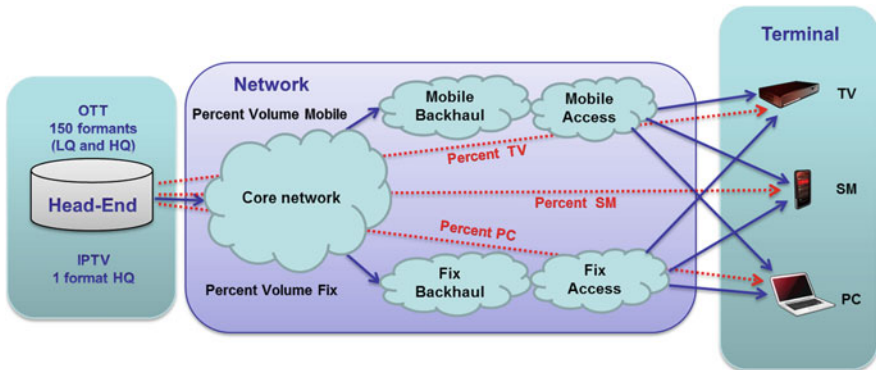 OTT
150 formants
(LQ and HQ)
Head-End
IPTV
1 format HQ
Network
Percent Volume Mobile
Mobile
Backhaul
Mobile
Access
Percent TV
Core network
Percent SM
Percent PC
Percent Volume Fix
Fix
Backhaul
Fix
Access
Terminal
TV
SM
PC